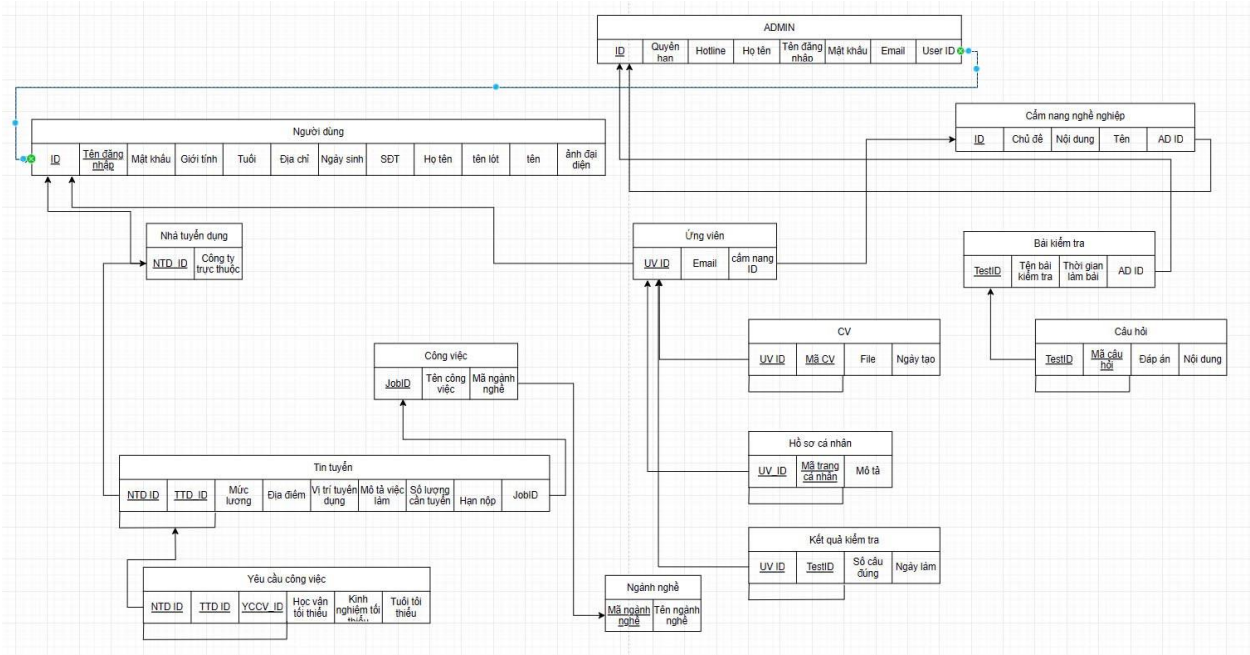 ADMIN
ID Quyền hạn Hotline Họ tên Tên đăng nhập Mật khẩu Email User ID
Cẩm nang nghề nghiệp
ID Chủ đề Nội dung Tên AD ID
Người dùng
ID Tên đăng nhập Mật khẩu Giới tính Tuổi Địa chỉ Ngày sinh SĐT Họ tên tên lót tên ảnh đại diện
Nhà tuyển dụng
NTD_ID Công ty trực thuộc
Ứng viên
UV_ID Email cẩm nang ID
Bài kiểm tra
TestID Tên bài kiểm tra Thời gian làm bài AD ID
CV
UV ID Mã CV File Ngày tạo
Câu hỏi
TestID Mã câu hỏi Đáp án Nội dung
Công việc
JobID Tên công việc Mã ngành nghề
Hồ sơ cá nhân
UV_ID Mã trang cá nhân Mô tả
Tin tuyển
NTD ID TTD_ID Mức lương Địa điểm Vị trí tuyển dụng Mô tả việc làm Số lượng cần tuyển Hạn nộp JobID
Kết quả kiểm tra
UV ID TestID Số câu đúng Ngày làm
Yêu cầu công việc
NTD ID TTD ID YCCV_ID Học vấn tối thiểu Kinh nghiệm tối thiểu Tuổi tối thiểu
Ngành nghề
Mã ngành nghề Tên ngành nghề